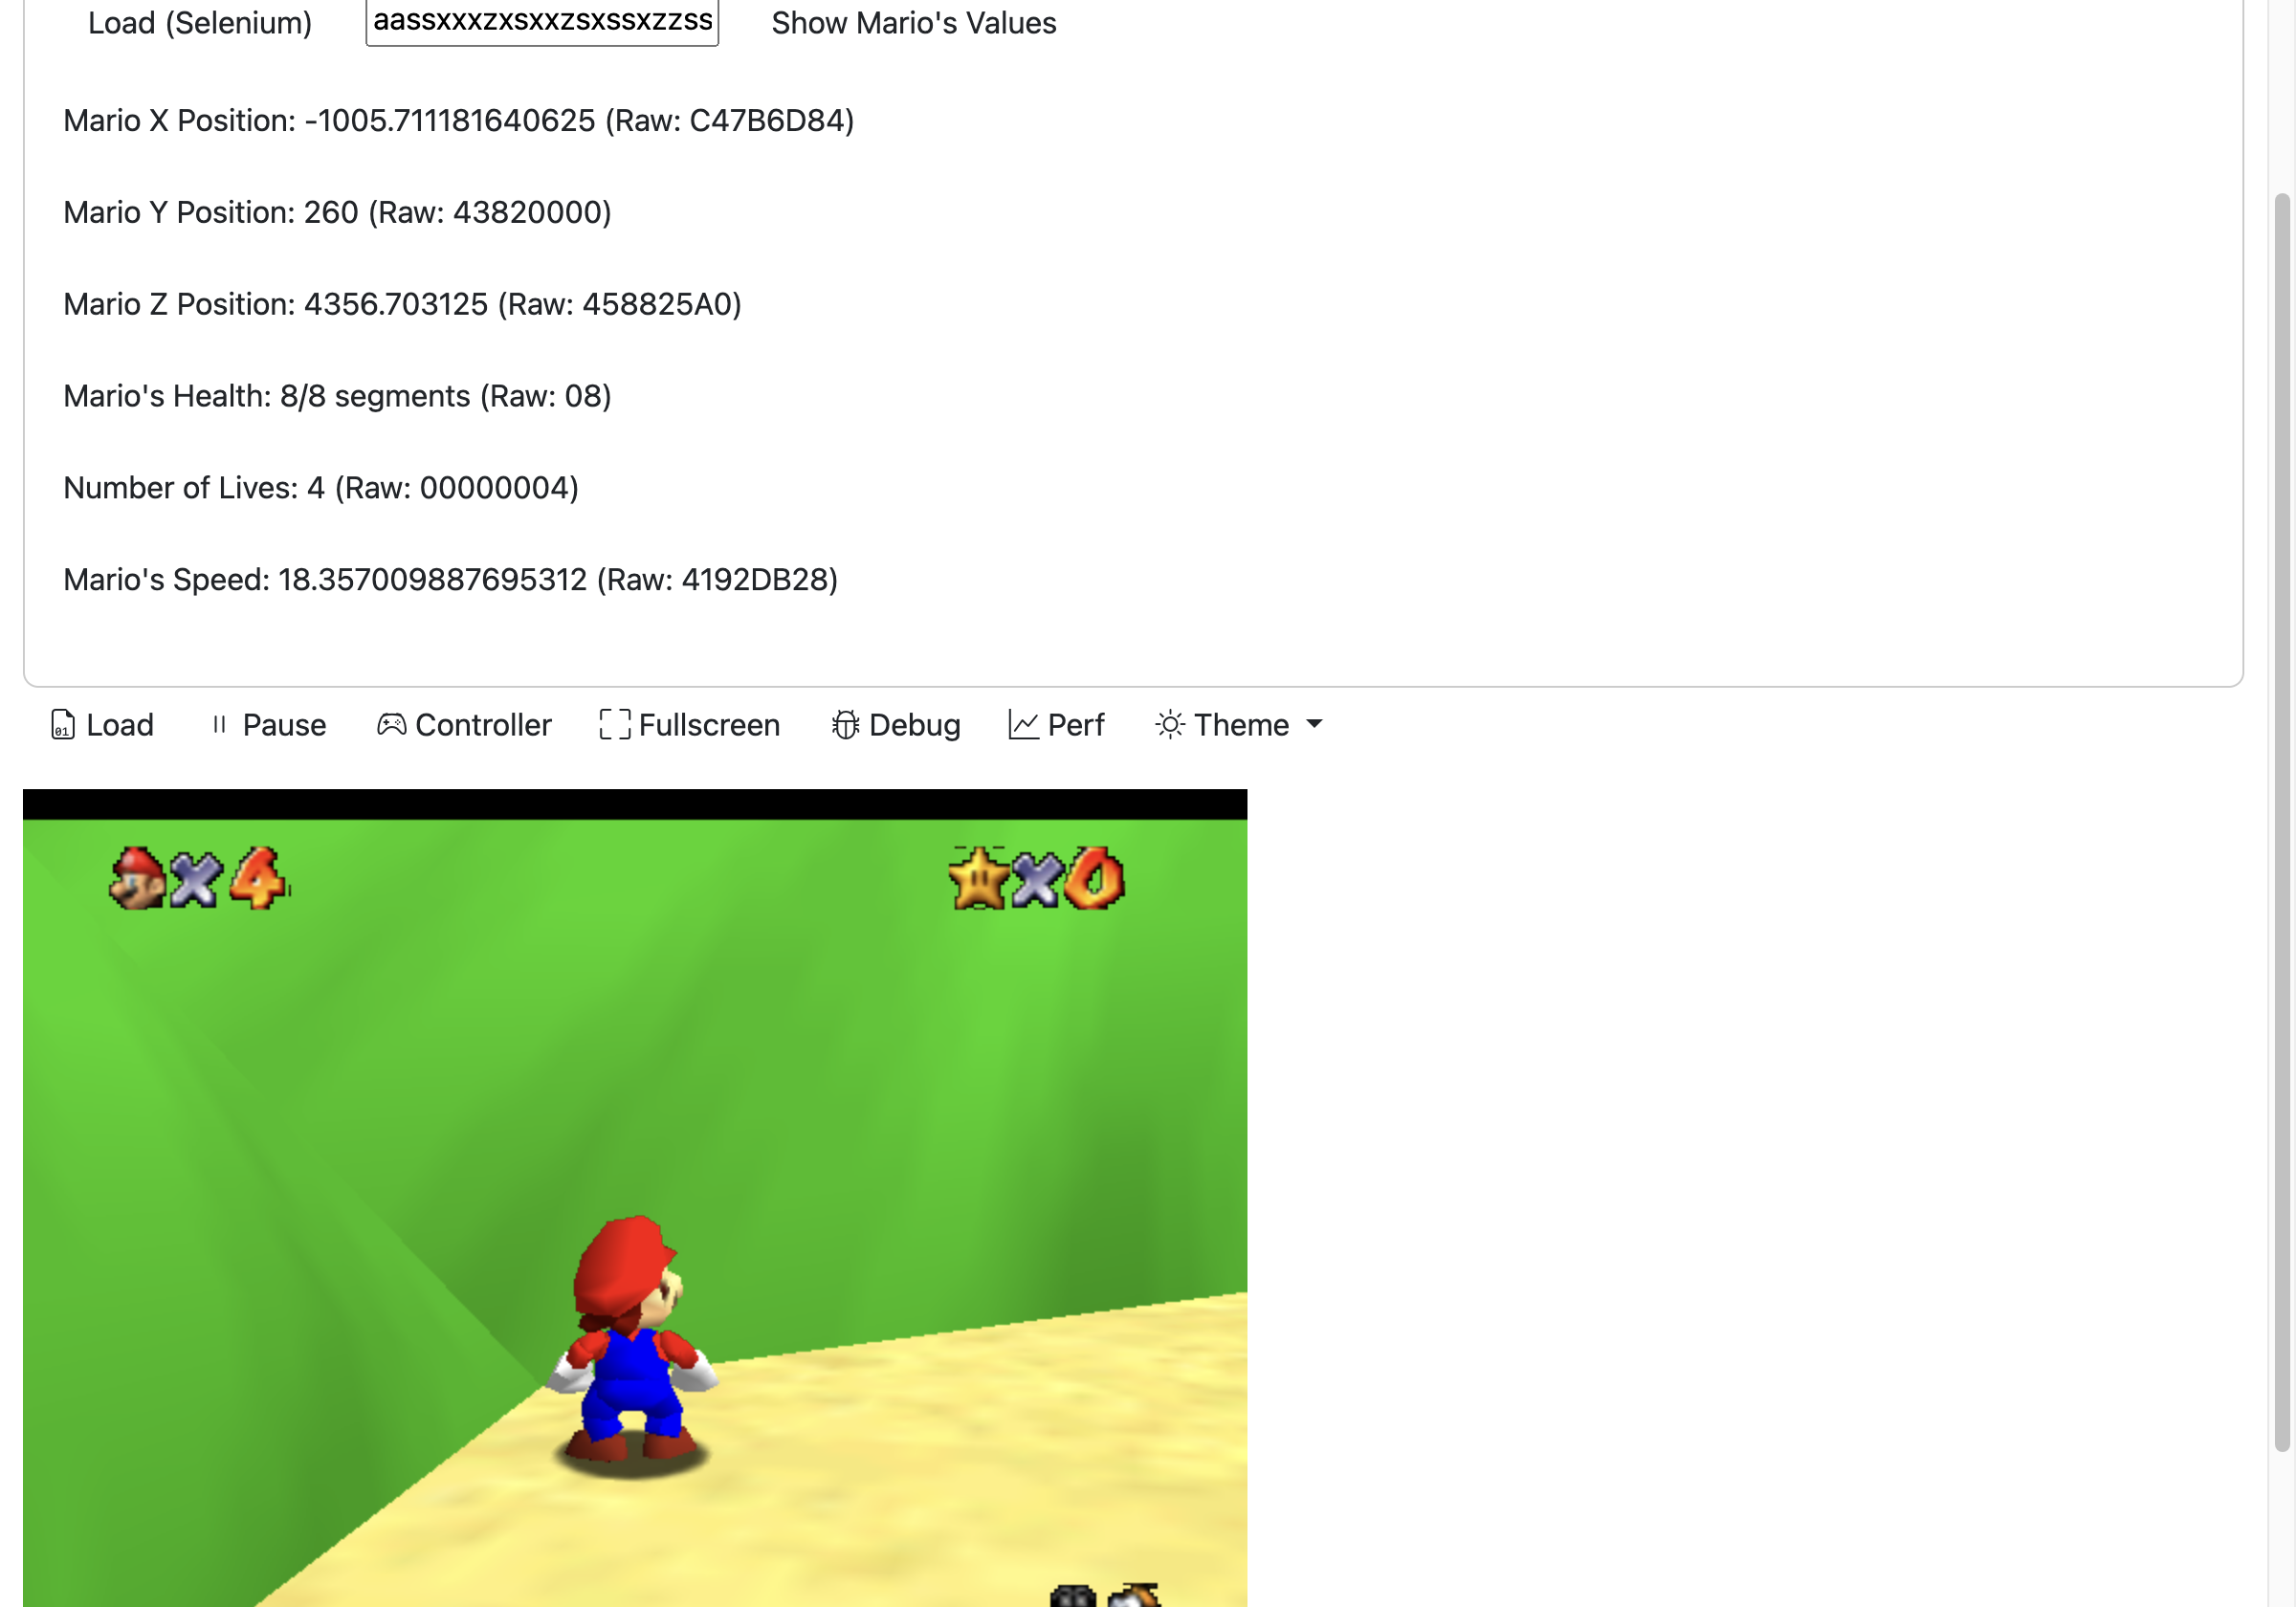 Load (Selenium) aassxxxzxsxxzsxssxzzss Show Mario's Values
Mario X Position: -1005.711181640625 (Raw: C47B6D84)
Mario Y Position: 260 (Raw: 43820000)
Mario Z Position: 4356.703125 (Raw: 458825A0)
Mario's Health: 8/8 segments (Raw: 08)
Number of Lives: 4 (Raw: 00000004)
Mario's Speed: 18.357009887695312 (Raw: 4192DB28)
Load Pause Controller Fullscreen Debug Perf Theme
×4 ×0